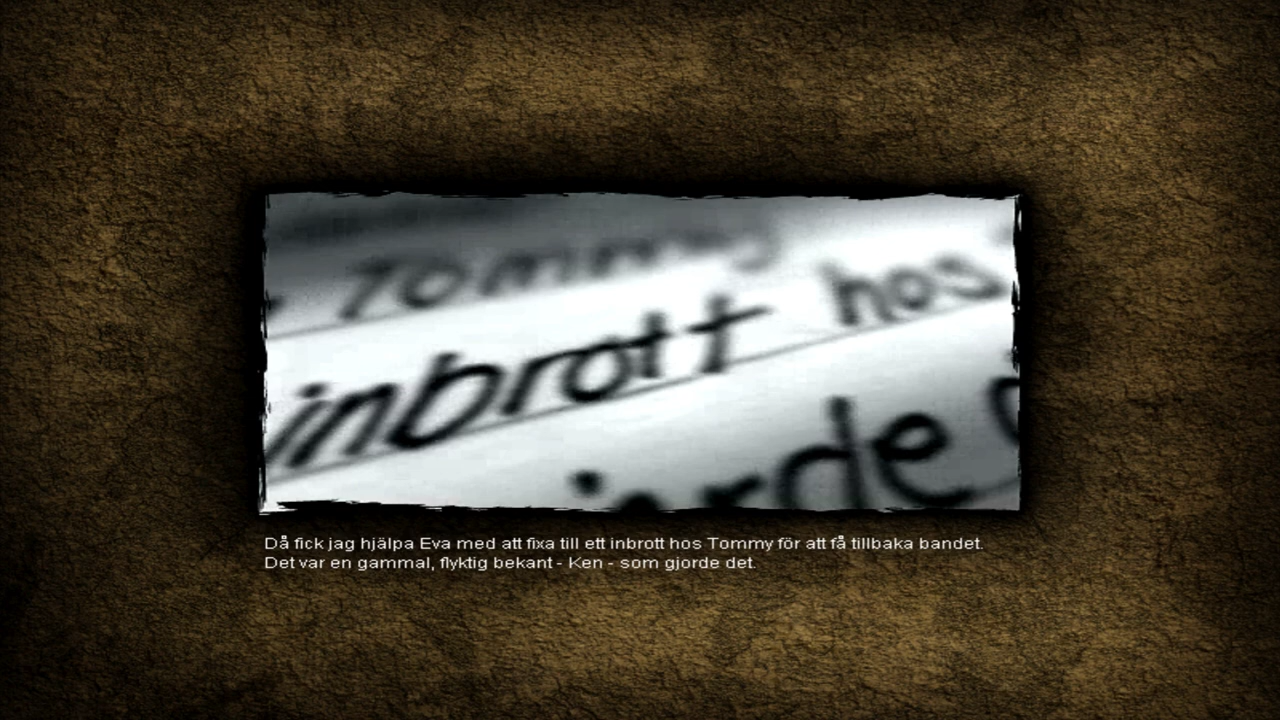 Tommy
inbrott hos
jorde
Då fick jag hjälpa Eva med att fixa till ett inbrott hos Tommy för att få tillbaka bandet.
Det var en gammal, flyktig bekant - Ken - som gjorde det.